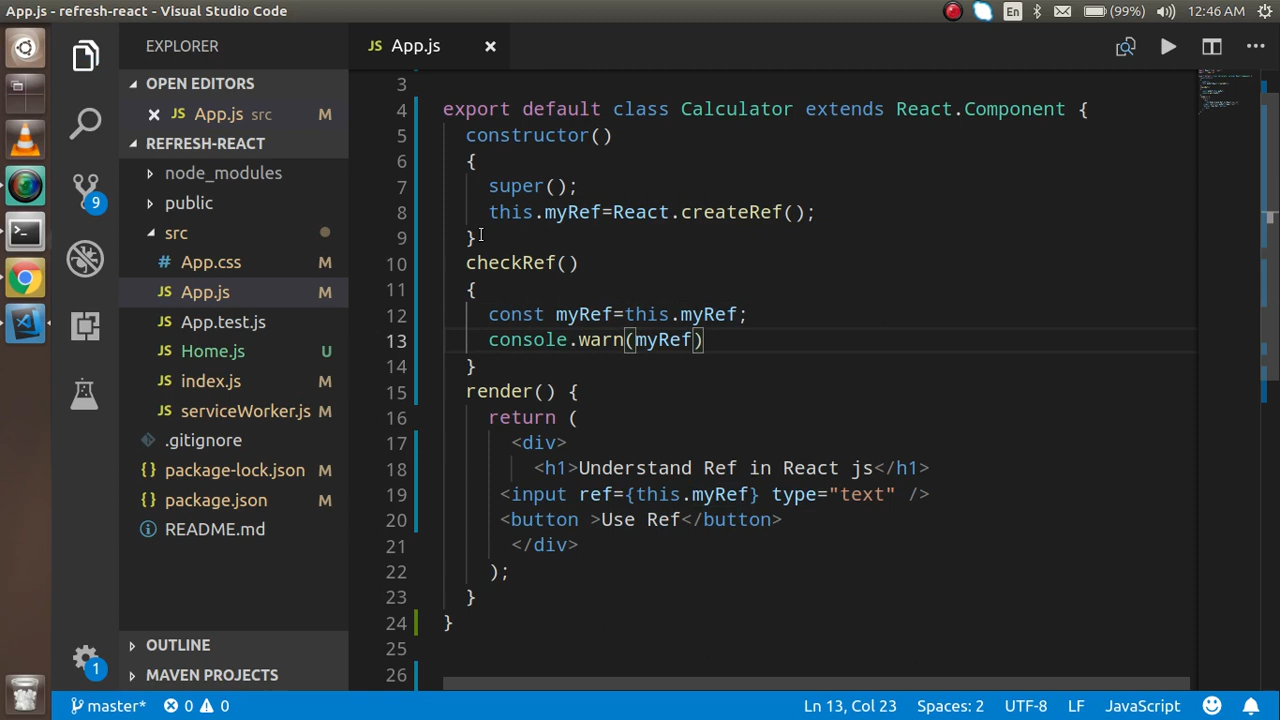 App.js - refresh-react - Visual Studio Code
En
(99%)
12:46 AM
EXPLORER
JS App.js
OPEN EDITORS
App.js src M
REFRESH-REACT
node_modules
public
9
src
# App.css M
JS App.js M
JS App.test.js M
JS Home.js U
JS index.js M
JS serviceWorker.js M
.gitignore
{} package-lock.json M
{} package.json M
README.md
OUTLINE
MAVEN PROJECTS
1
3
4 export default class Calculator extends React.Component {
5 constructor()
6 {
7 super();
8 this.myRef=React.createRef();
9 }
10 checkRef()
11 {
12 const myRef=this.myRef;
13 console.warn(myRef)
14 }
15 render() {
16 return (
17 <div>
18 <h1>Understand Ref in React js</h1>
19 <input ref={this.myRef} type="text" />
20 <button >Use Ref</button>
21 </div>
22 );
23 }
24 }
25
26
master* 0 0
Ln 13, Col 23 Spaces: 2 UTF-8 LF JavaScript